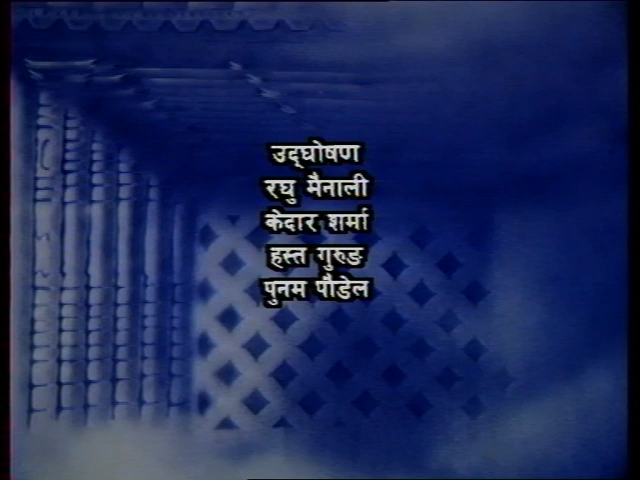 उद्घोषण
रघु मैनाली
केदार शर्मा
हस्त गुरुङ
पुनम पौडेल